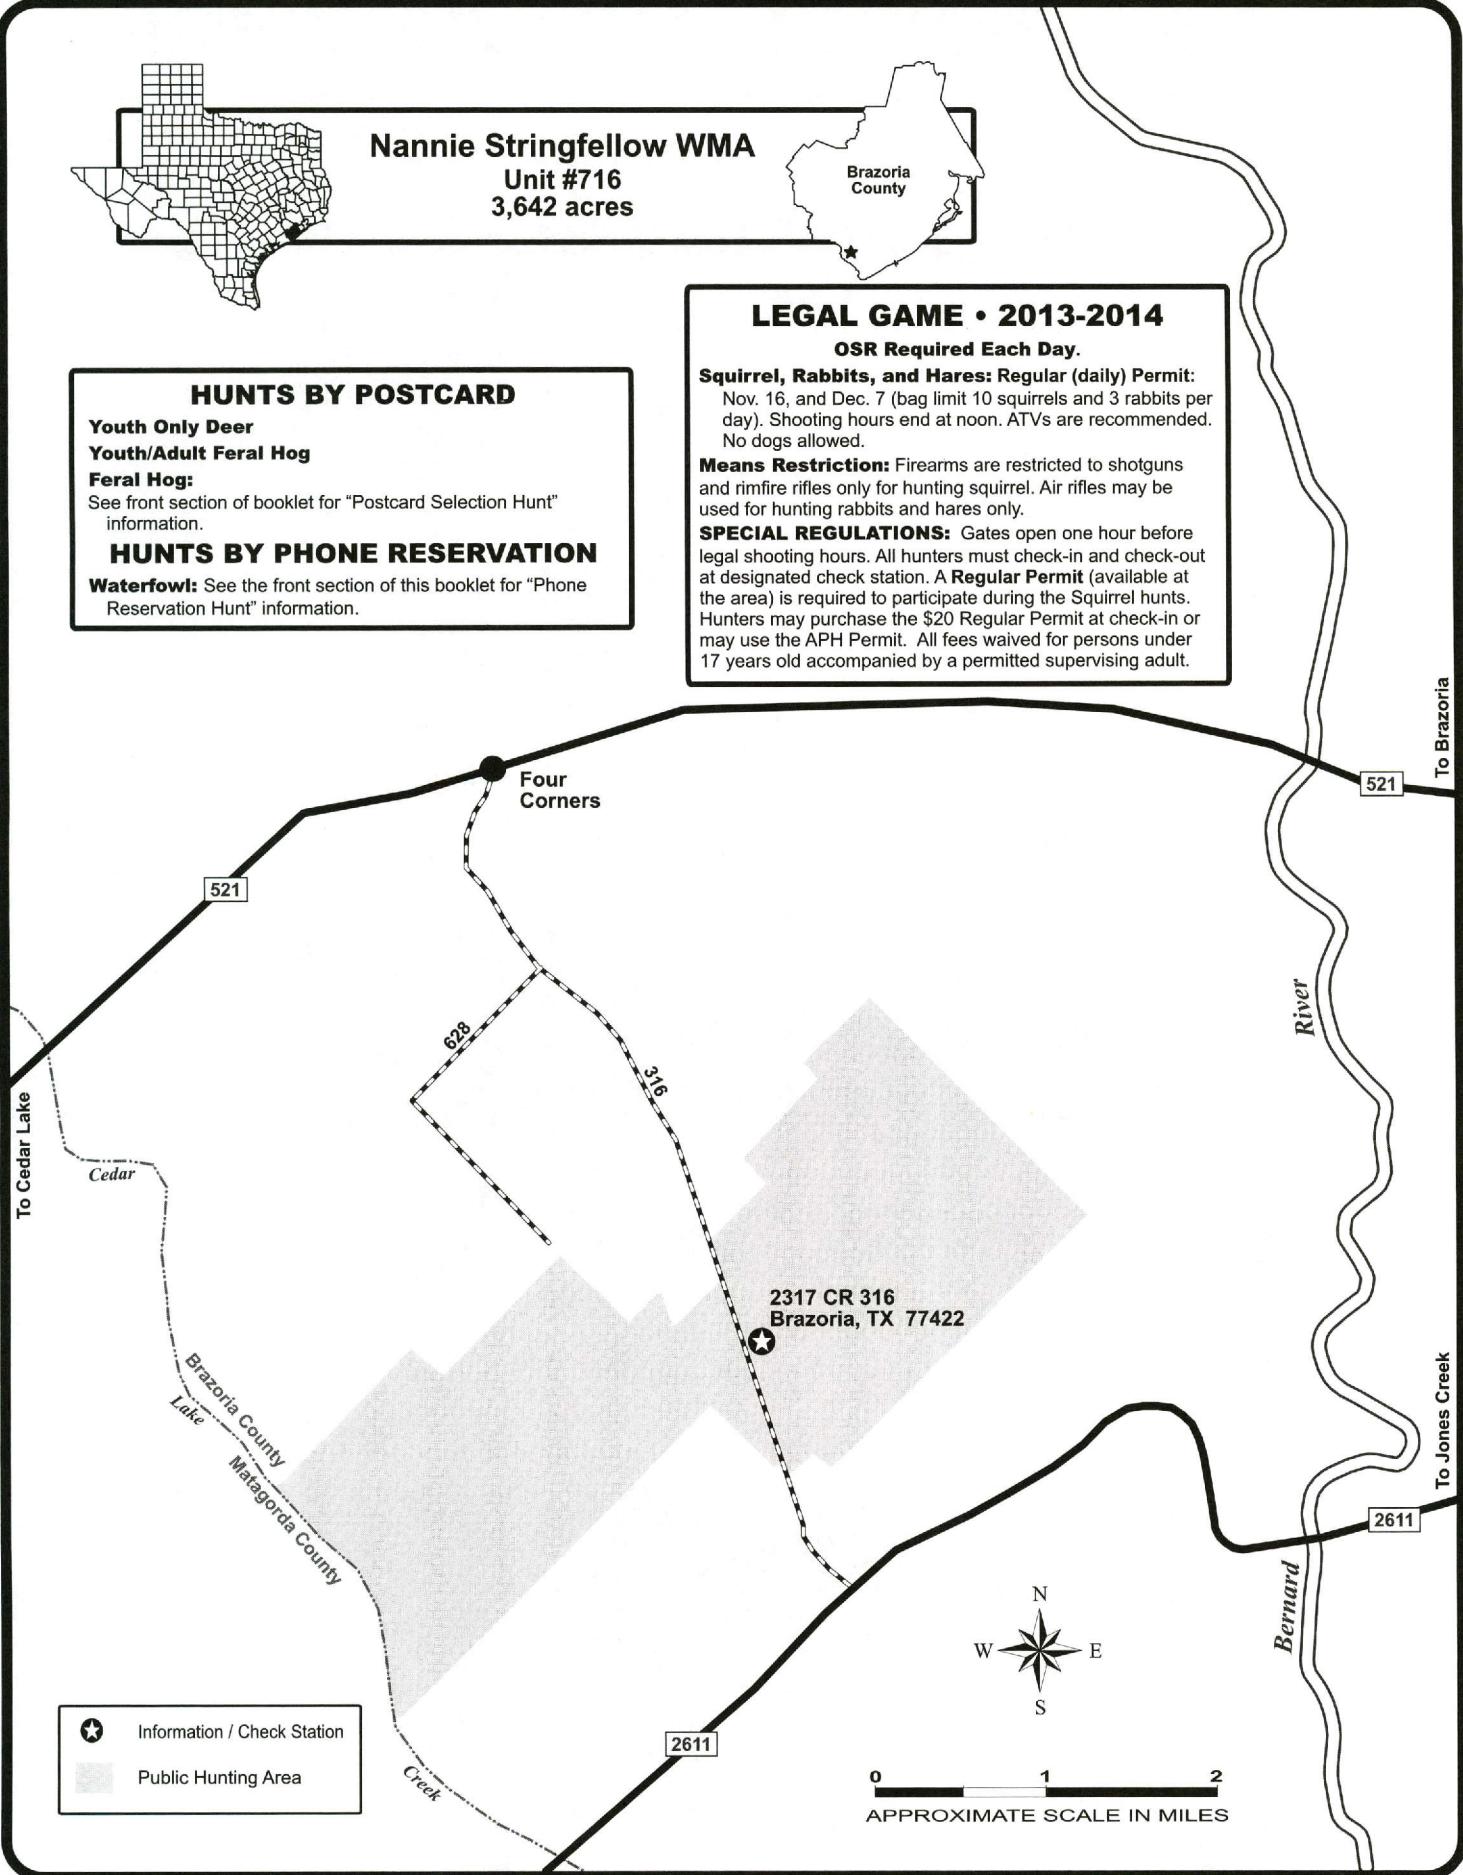 Nannie Stringfellow WMA
Unit #716
3,642 acres
Brazoria
County
LEGAL GAME • 2013-2014
OSR Required Each Day.
Squirrel, Rabbits, and Hares: Regular (daily) Permit:
Nov. 16, and Dec. 7 (bag limit 10 squirrels and 3 rabbits per
day). Shooting hours end at noon. ATVs are recommended.
No dogs allowed.
Means Restriction: Firearms are restricted to shotguns
and rimfire rifles only for hunting squirrel. Air rifles may be
used for hunting rabbits and hares only.
SPECIAL REGULATIONS: Gates open one hour before
legal shooting hours. All hunters must check-in and check-out
at designated check station. A Regular Permit (available at
the area) is required to participate during the Squirrel hunts.
Hunters may purchase the $20 Regular Permit at check-in or
may use the APH Permit. All fees waived for persons under
17 years old accompanied by a permitted supervising adult.
HUNTS BY POSTCARD
Youth Only Deer
Youth/Adult Feral Hog
Feral Hog:
See front section of booklet for “Postcard Selection Hunt”
information.
HUNTS BY PHONE RESERVATION
Waterfowl: See the front section of this booklet for “Phone
Reservation Hunt” information.
To Brazoria
Four
Corners
521
521
River
628
316
To Cedar Lake
Cedar
2317 CR 316
Brazoria, TX 77422
Brazoria County
Lake
Matagorda County
To Jones Creek
2611
Bernard
N
W
E
S
2611
Creek
Information / Check Station
Public Hunting Area
0
1
2
APPROXIMATE SCALE IN MILES